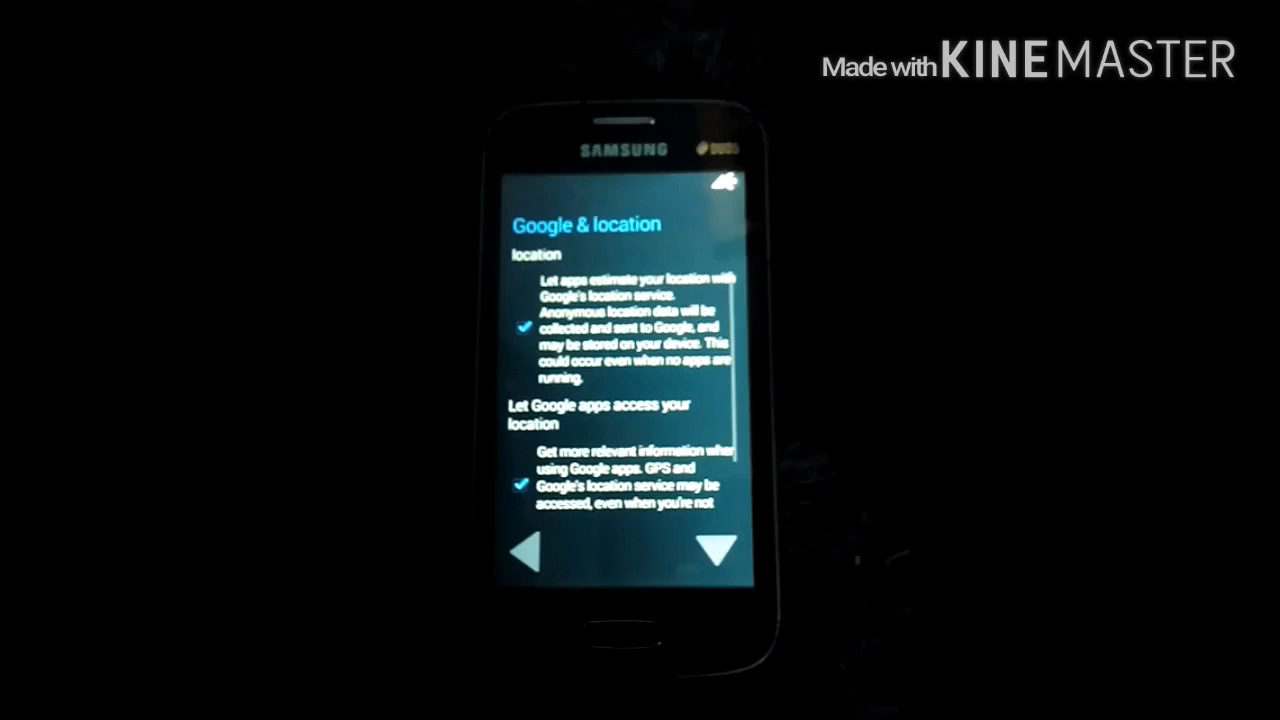 Made with KINEMASTER
SAMSUNG
DUOS
Google & location
location
Let apps estimate your location with
Google's location service.
Anonymous location data will be
collected and sent to Google, and
may be stored on your device. This
could occur even when no apps are
running.
Let Google apps access your
location
Get more relevant information when
using Google apps. GPS and
Google's location service may be
accessed, even when you're not